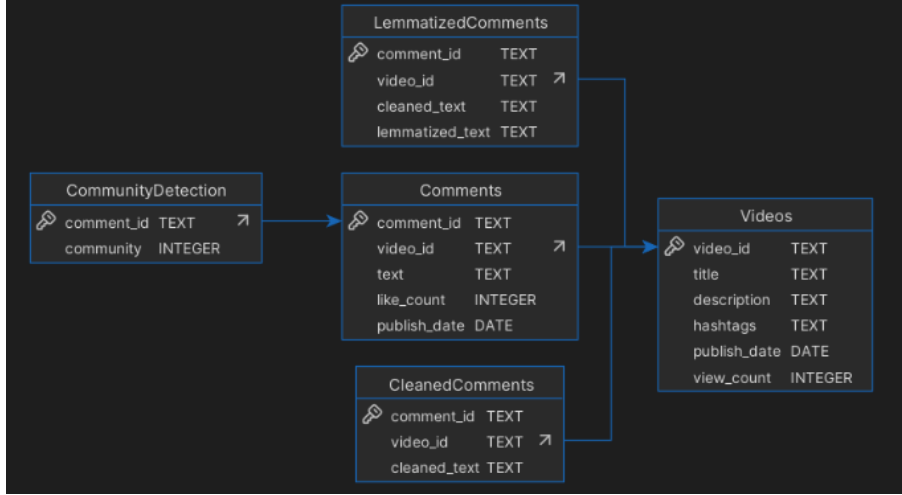 LemmatizedComments
comment_id TEXT
video_id TEXT
cleaned_text TEXT
lemmatized_text TEXT
CommunityDetection
comment_id TEXT
community INTEGER
Comments
comment_id TEXT
video_id TEXT
text TEXT
like_count INTEGER
publish_date DATE
Videos
video_id TEXT
title TEXT
description TEXT
hashtags TEXT
publish_date DATE
view_count INTEGER
CleanedComments
comment_id TEXT
video_id TEXT
cleaned_text TEXT